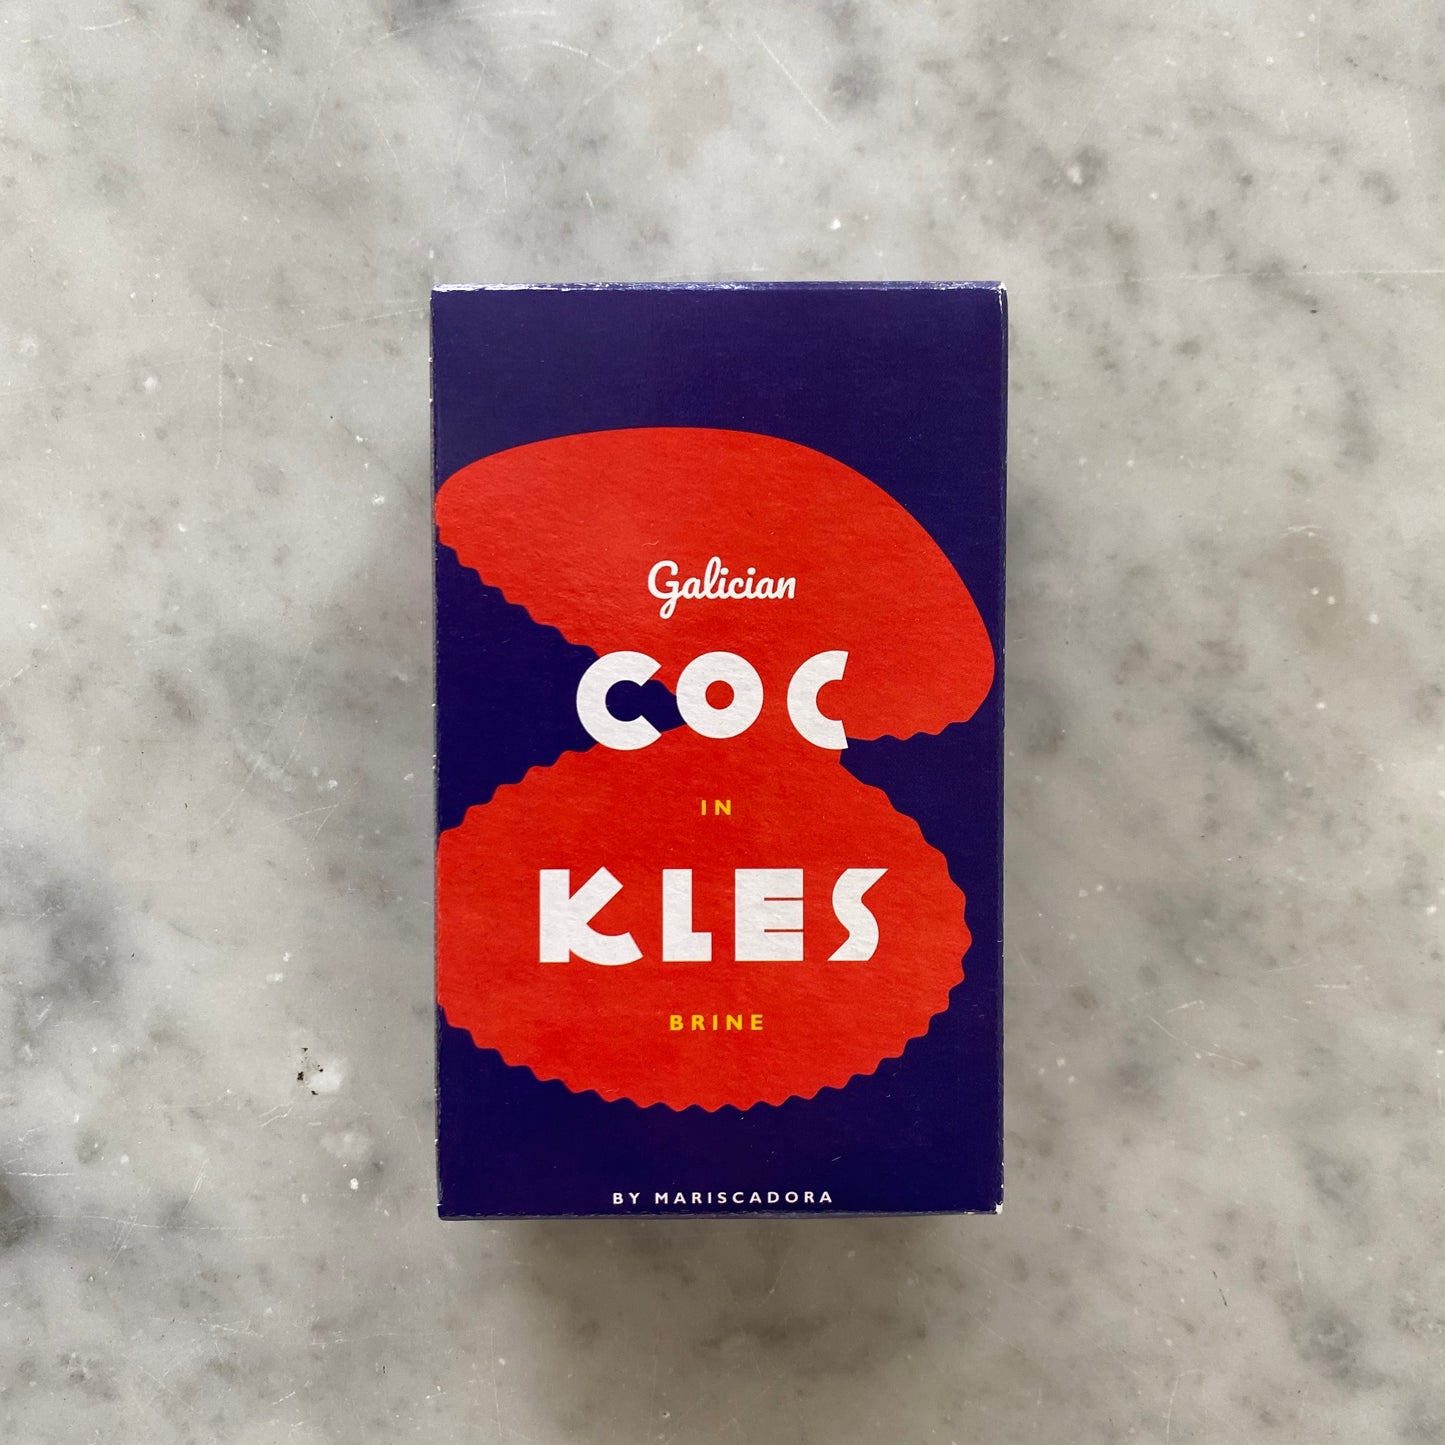 Galician
COC
IN
KLES
BRINE
BY MARISCADORA